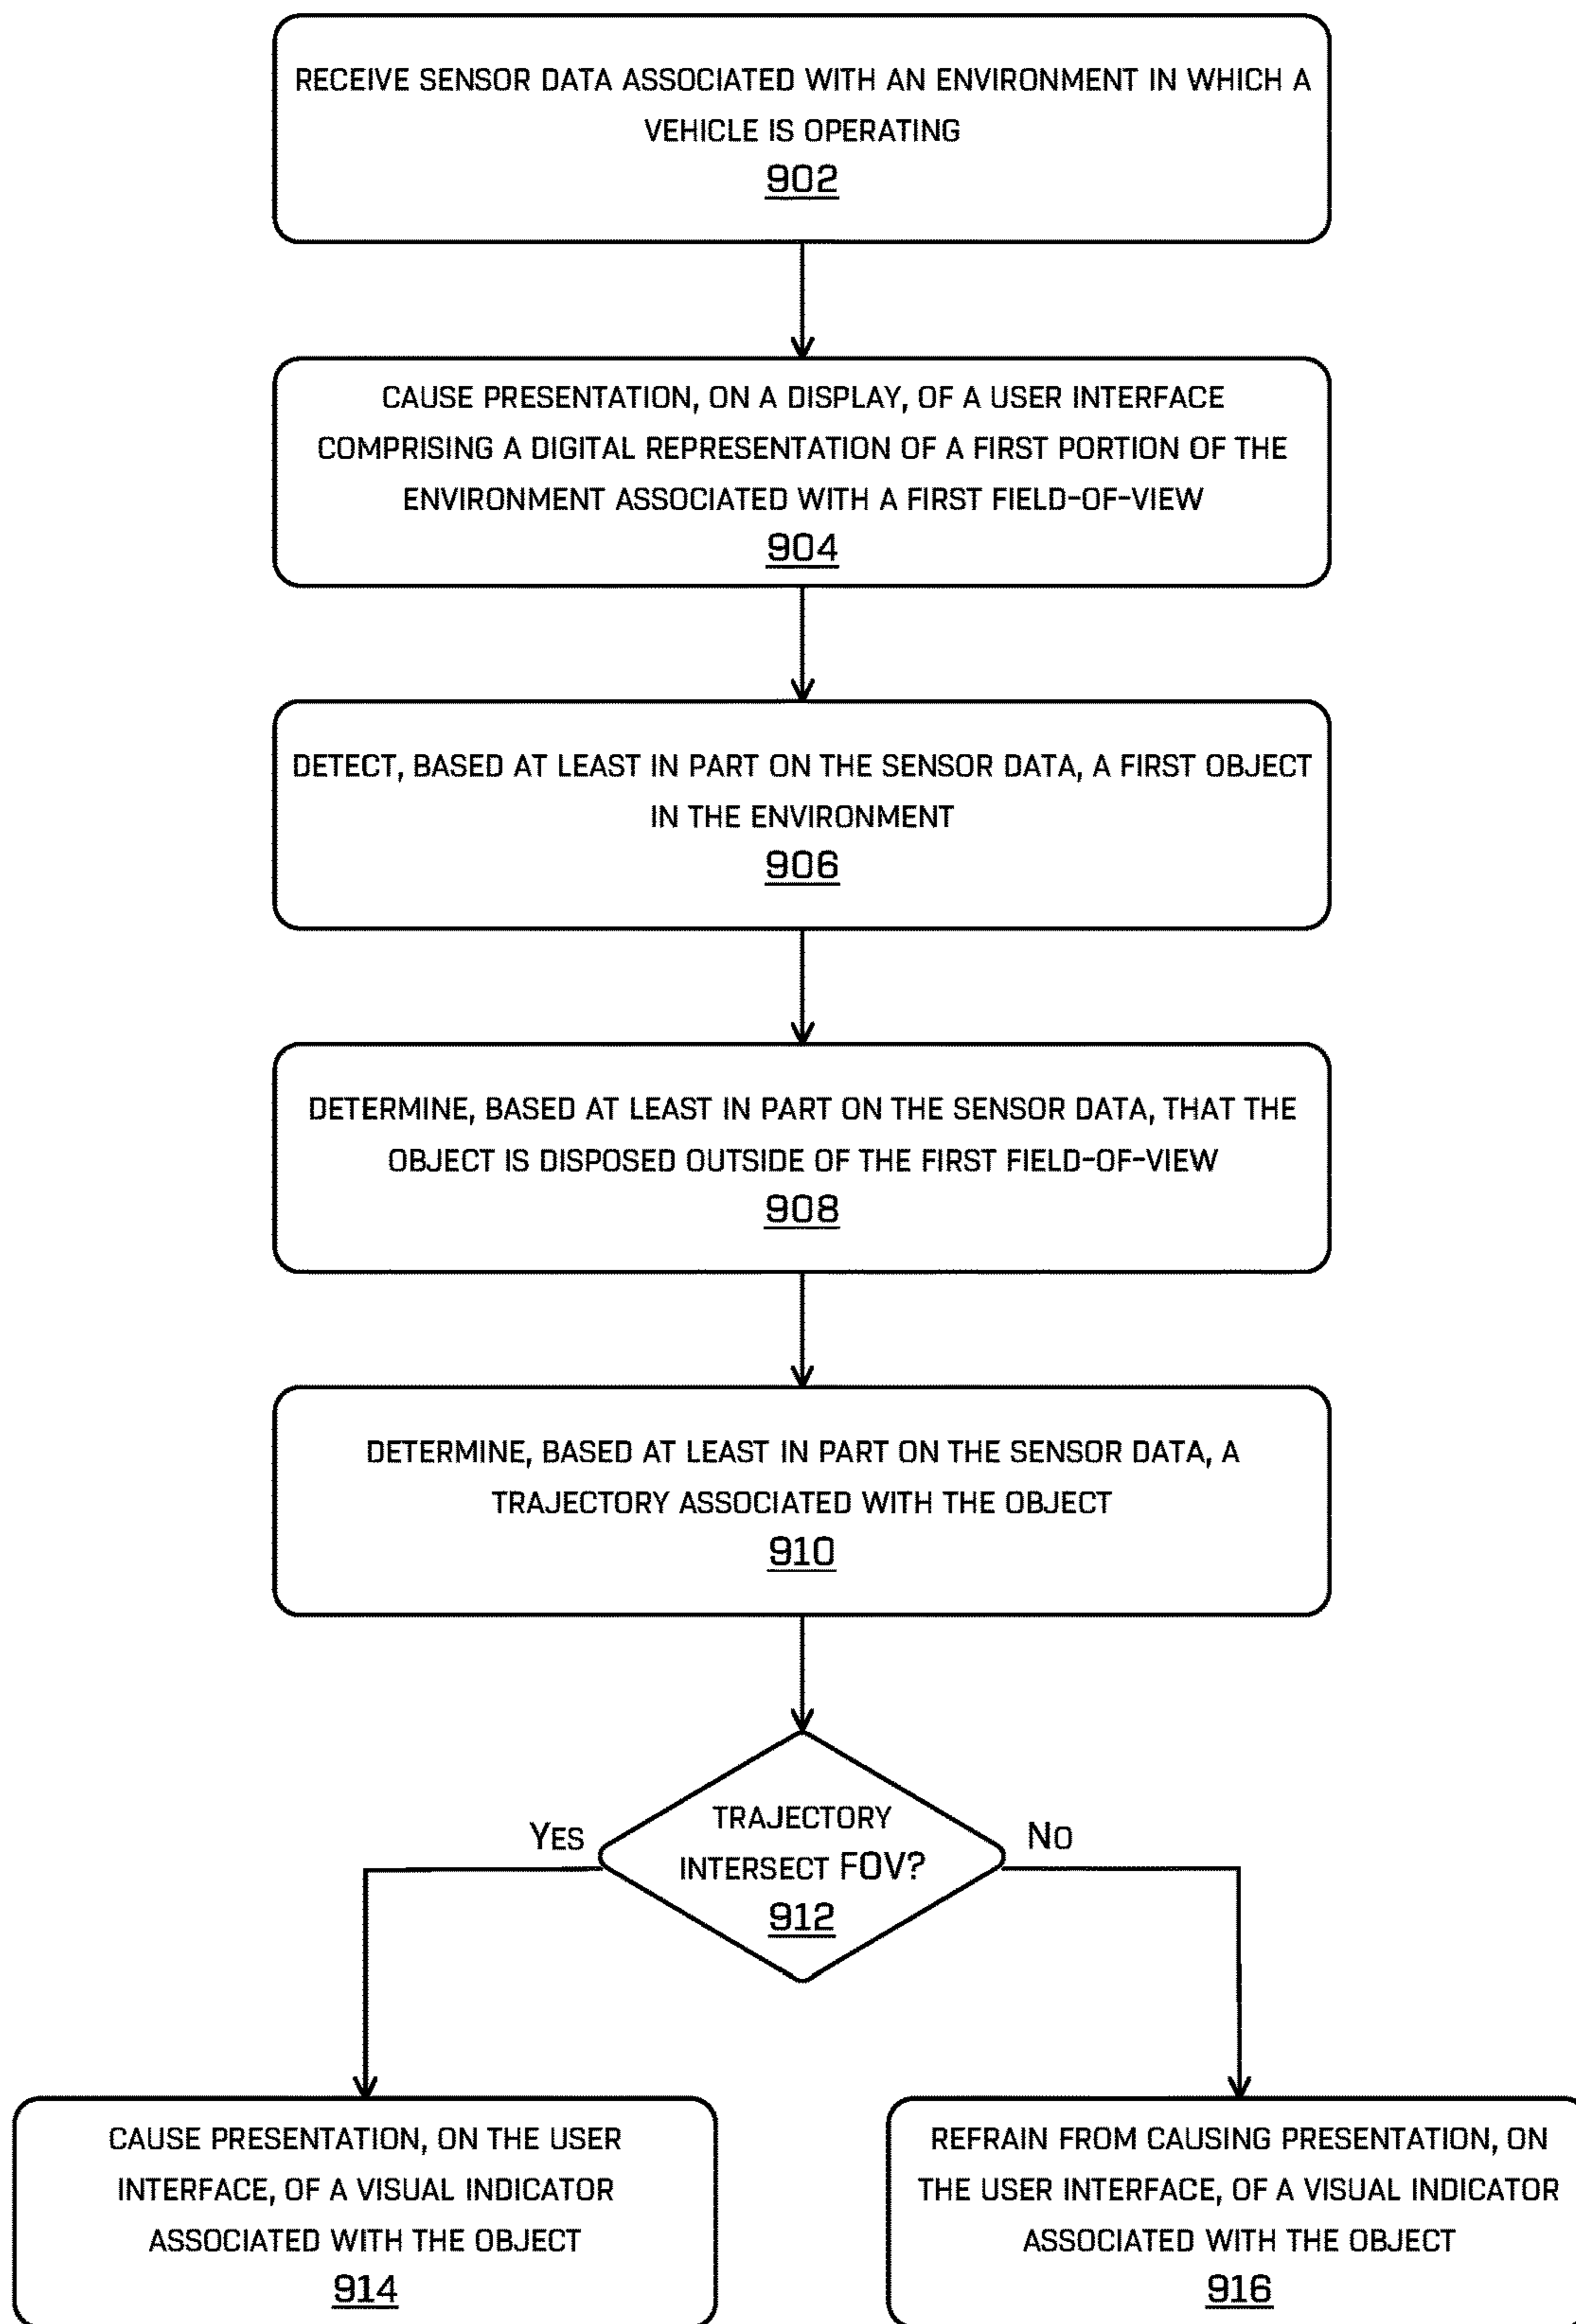 RECEIVE SENSOR DATA ASSOCIATED WITH AN ENVIRONMENT IN WHICH A
VEHICLE IS OPERATING
902
CAUSE PRESENTATION, ON A DISPLAY, OF A USER INTERFACE
COMPRISING A DIGITAL REPRESENTATION OF A FIRST PORTION OF THE
ENVIRONMENT ASSOCIATED WITH A FIRST FIELD-OF-VIEW
904
DETECT, BASED AT LEAST IN PART ON THE SENSOR DATA, A FIRST OBJECT
IN THE ENVIRONMENT
906
DETERMINE, BASED AT LEAST IN PART ON THE SENSOR DATA, THAT THE
OBJECT IS DISPOSED OUTSIDE OF THE FIRST FIELD-OF-VIEW
908
DETERMINE, BASED AT LEAST IN PART ON THE SENSOR DATA, A
TRAJECTORY ASSOCIATED WITH THE OBJECT
910
TRAJECTORY
INTERSECT FOV?
912
YES
NO
CAUSE PRESENTATION, ON THE USER
INTERFACE, OF A VISUAL INDICATOR
ASSOCIATED WITH THE OBJECT
914
REFRAIN FROM CAUSING PRESENTATION, ON
THE USER INTERFACE, OF A VISUAL INDICATOR
ASSOCIATED WITH THE OBJECT
916